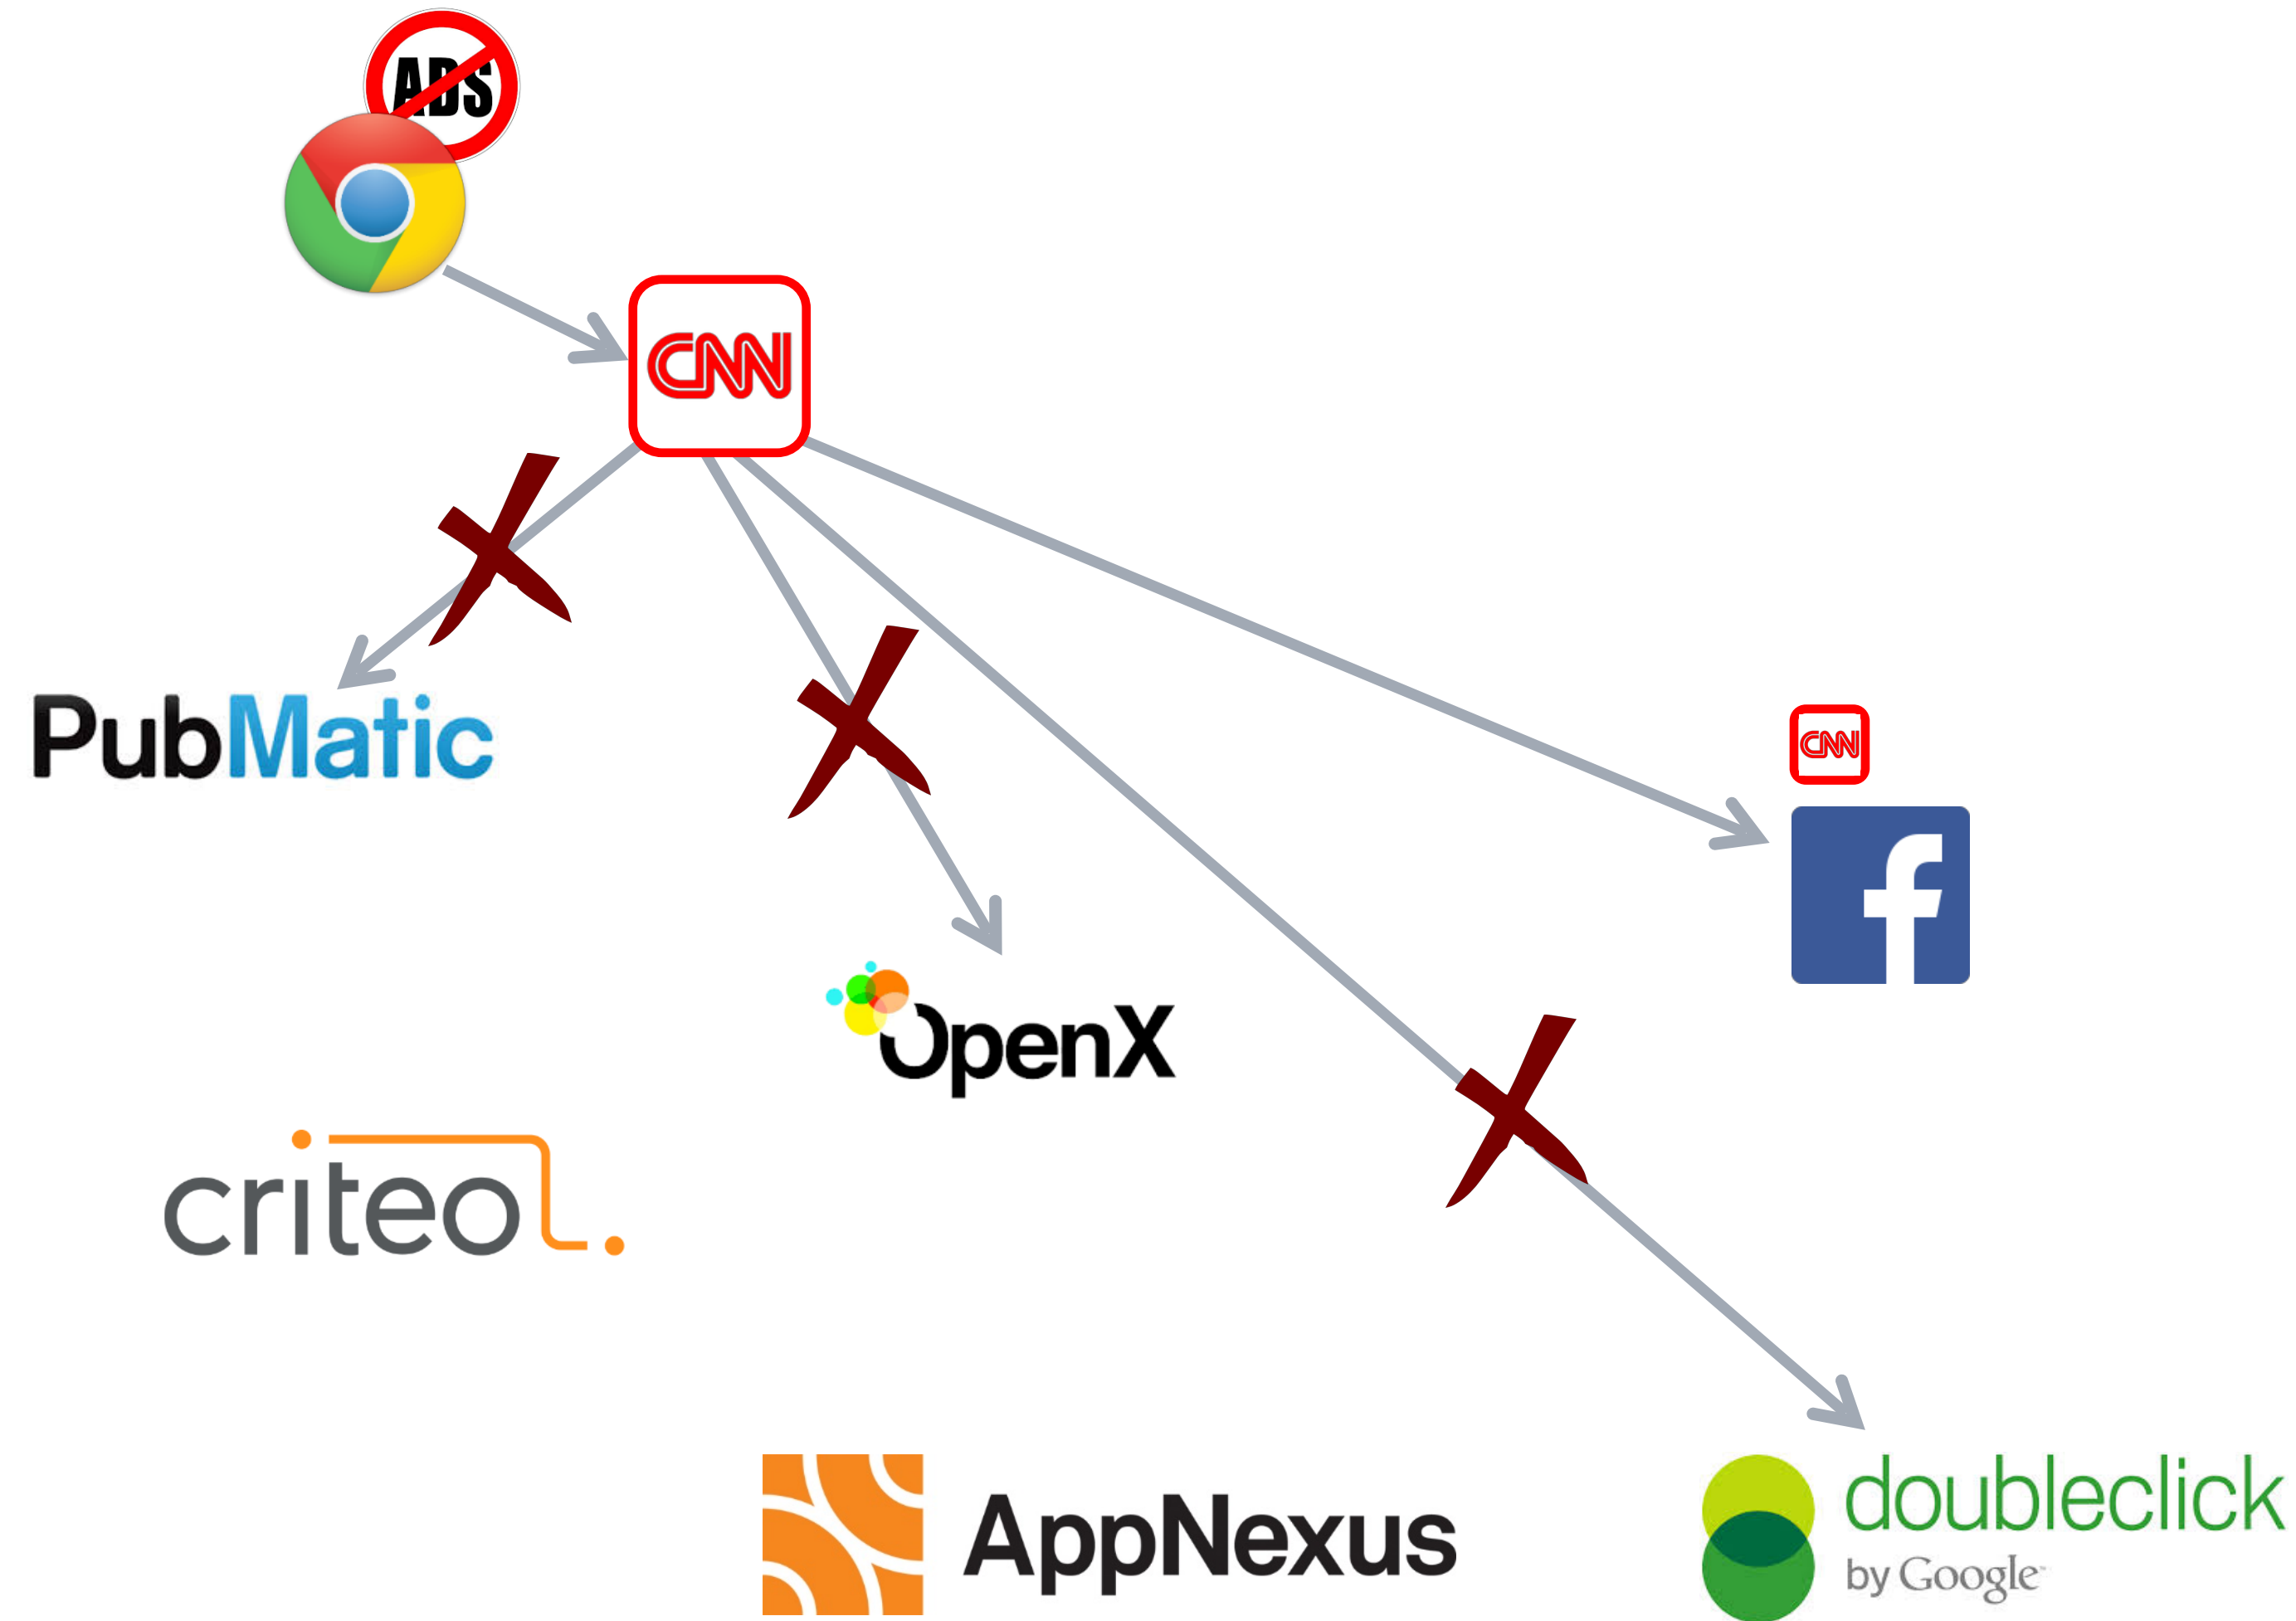 ADS
CNN
PubMatic
CNN
f
OpenX
criteo
AppNexus
doubleclick
by Google